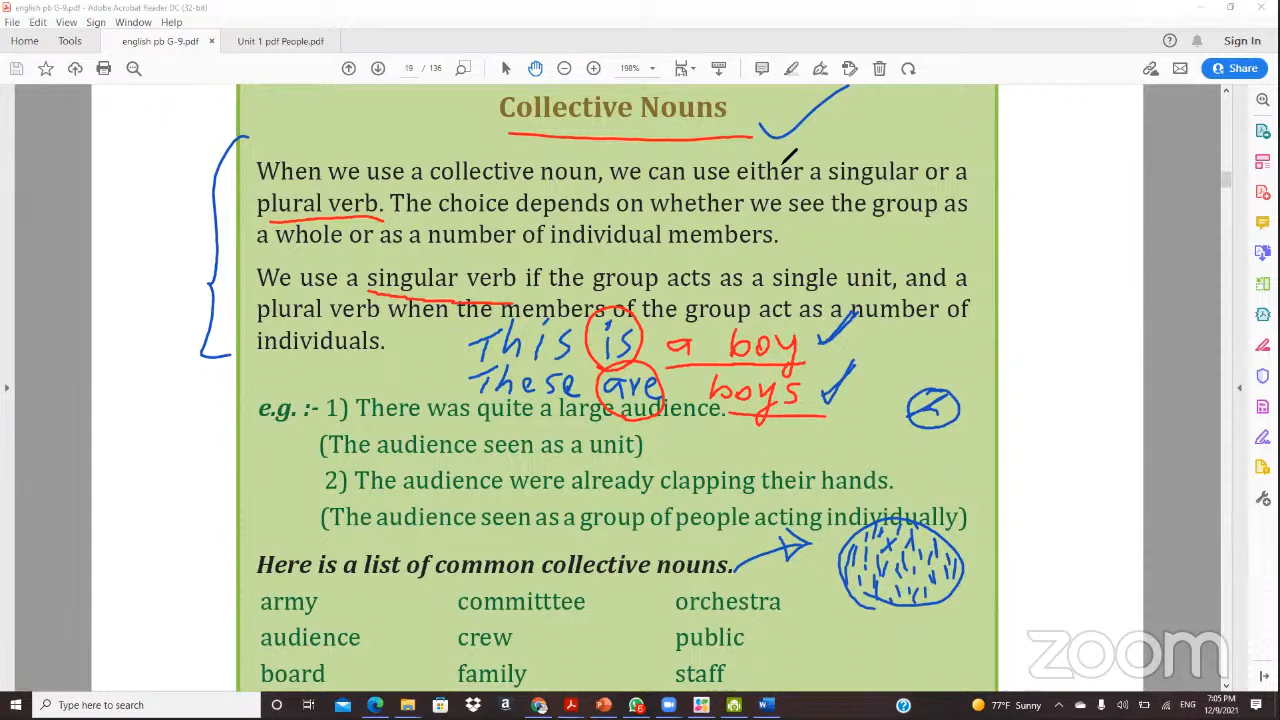 english pb G-9.pdf - Adobe Acrobat Reader DC (32-bit)
File Edit View Sign Window Help
Home Tools english pb G-9.pdf × Unit 1 pdf People.pdf Sign In
19 / 136 198% Share
Collective Nouns
When we use a collective noun, we can use either a singular or a
plural verb. The choice depends on whether we see the group as
a whole or as a number of individual members.
We use a singular verb if the group acts as a single unit, and a
plural verb when the members of the group act as a number of
individuals.
This is a boy
These are boys
e.g. :- 1) There was quite a large audience.
(The audience seen as a unit)
2) The audience were already clapping their hands.
(The audience seen as a group of people acting individually)
Here is a list of common collective nouns.
army committtee orchestra
audience crew public
board family staff
zoom
Type here to search
77°F Sunny
7:05 PM
12/9/2021